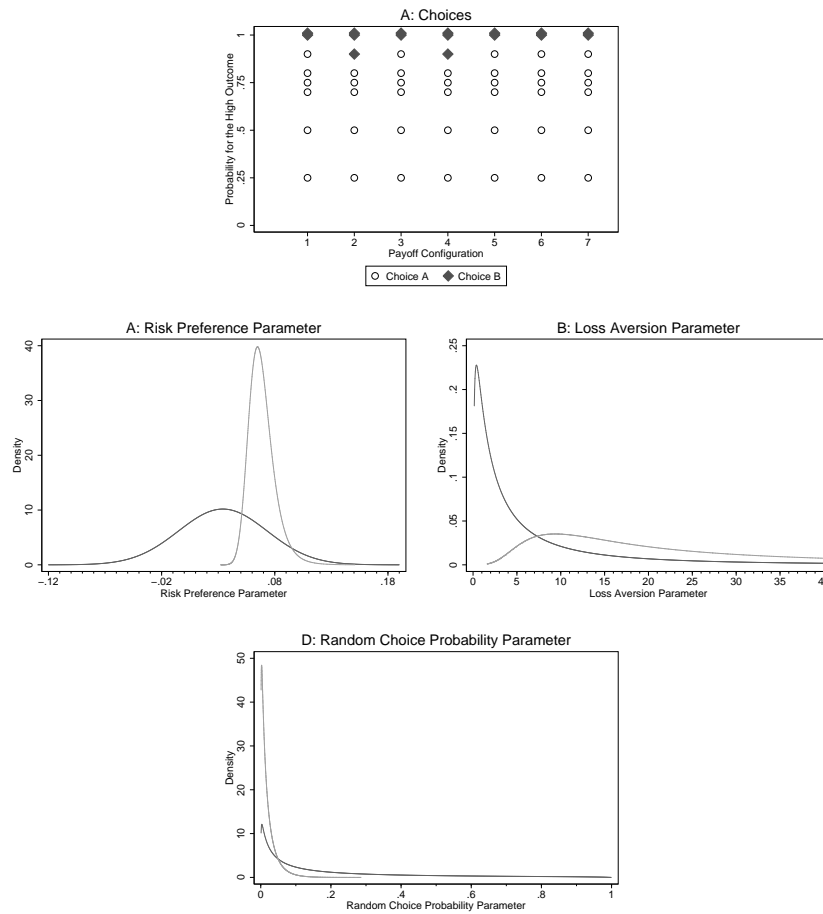 A: Choices
Probability for the High Outcome
1
.75
.5
.25
0
1 2 3 4 5 6 7
Payoff Configuration
Choice A Choice B
A: Risk Preference Parameter
Density
40
30
20
10
0
-.12 -.02 .08 .18
Risk Preference Parameter
B: Loss Aversion Parameter
Density
.25
.2
.15
.1
.05
0
0 5 10 15 20 25 30 35 40
Loss Aversion Parameter
D: Random Choice Probability Parameter
Density
50
40
30
20
10
0
0 .2 .4 .6 .8 1
Random Choice Probability Parameter